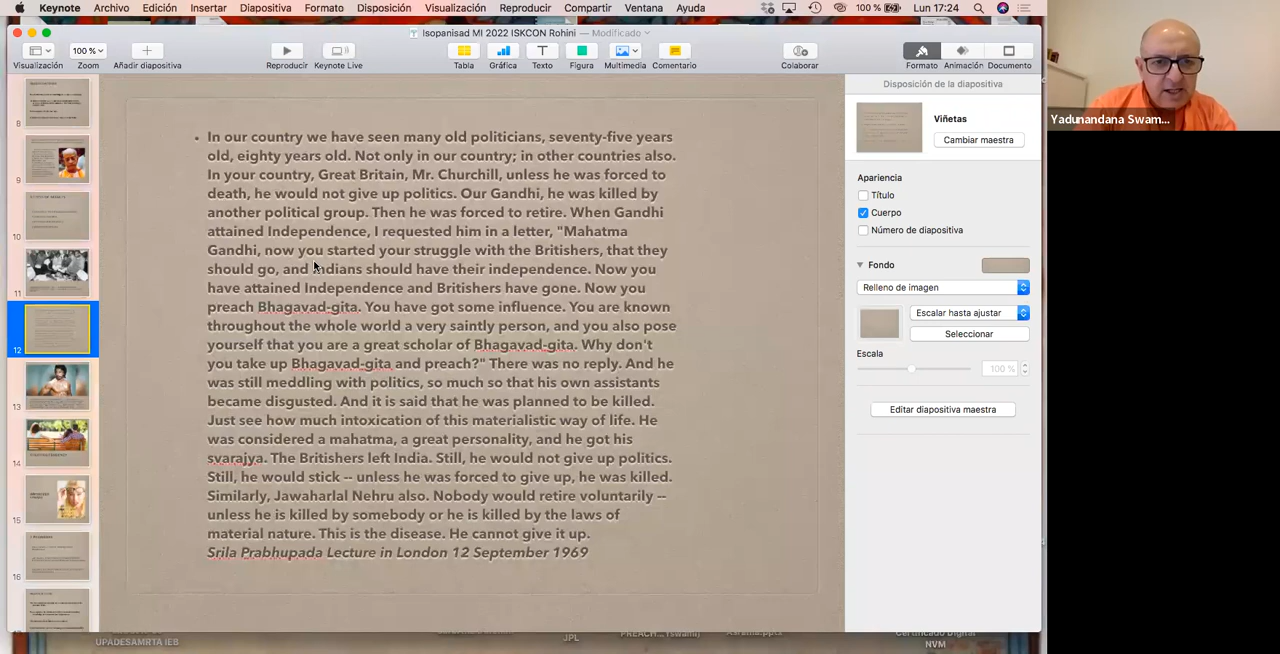 Keynote Archivo Edición Insertar Diapositiva Formato Disposición Visualización Reproducir Compartir Ventana Ayuda 100 % Lun 17:24
Isopanisad MI 2022 ISKCON Rohini — Modificado
100 %
Visualización Zoom Añadir diapositiva Reproducir Keynote Live Tabla Gráfica Texto Figura Multimedia Comentario Colaborar Formato Animación Documento
8
9
10
11
12
13
14
15
16
• In our country we have seen many old politicians, seventy-five years
old, eighty years old. Not only in our country; in other countries also.
In your country, Great Britain, Mr. Churchill, unless he was forced to
death, he would not give up politics. Our Gandhi, he was killed by
another political group. Then he was forced to retire. When Gandhi
attained Independence, I requested him in a letter, "Mahatma
Gandhi, now you started your struggle with the Britishers, that they
should go, and Indians should have their independence. Now you
have attained Independence and Britishers have gone. Now you
preach Bhagavad-gita. You have got some influence. You are known
throughout the whole world a very saintly person, and you also pose
yourself that you are a great scholar of Bhagavad-gita. Why don't
you take up Bhagavad-gita and preach?" There was no reply. And he
was still meddling with politics, so much so that his own assistants
became disgusted. And it is said that he was planned to be killed.
Just see how much intoxication of this materialistic way of life. He
was considered a mahatma, a great personality, and he got his
svarajya. The Britishers left India. Still, he would not give up politics.
Still, he would stick -- unless he was forced to give up, he was killed.
Similarly, Jawaharlal Nehru also. Nobody would retire voluntarily --
unless he is killed by somebody or he is killed by the laws of
material nature. This is the disease. He cannot give it up.
Srila Prabhupada Lecture in London 12 September 1969
Disposición de la diapositiva
Viñetas
Cambiar maestra
Apariencia
Título
Cuerpo
Número de diapositiva
Fondo
Relleno de imagen
Escalar hasta ajustar
Seleccionar
Escala
100 %
Editar diapositiva maestra
Yadunandana Swam...
UPADESAMRTA IEB
JPL
Certificado Digital
NVM